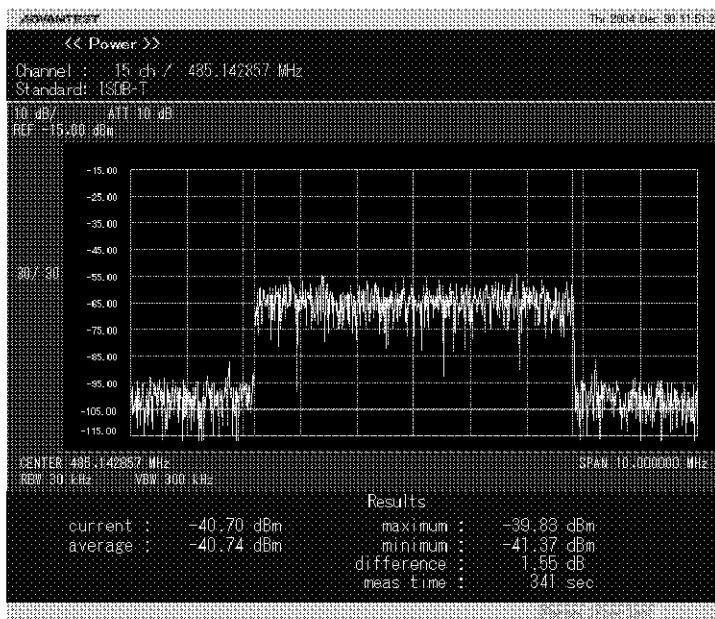 ADVANTEST
Thr 2004 Dec 30 11:51:2
<< Power >>
Channel : 15 ch / 485.142857 MHz
Standard: ISDB-T
10 dB/ ATT 10 dB
REF -15.00 dBm
-15.00
-25.00
-35.00
-45.00
30/ 30
-55.00
-65.00
-75.00
-85.00
-95.00
-105.00
-115.00
CENTER 485.142857 MHz
SPAN 10.000000 MHz
RBW 30 kHz VBW 300 kHz
Results
current : -40.70 dBm
maximum : -39.83 dBm
average : -40.74 dBm
minimum : -41.37 dBm
difference : 1.55 dB
meas time : 341 sec